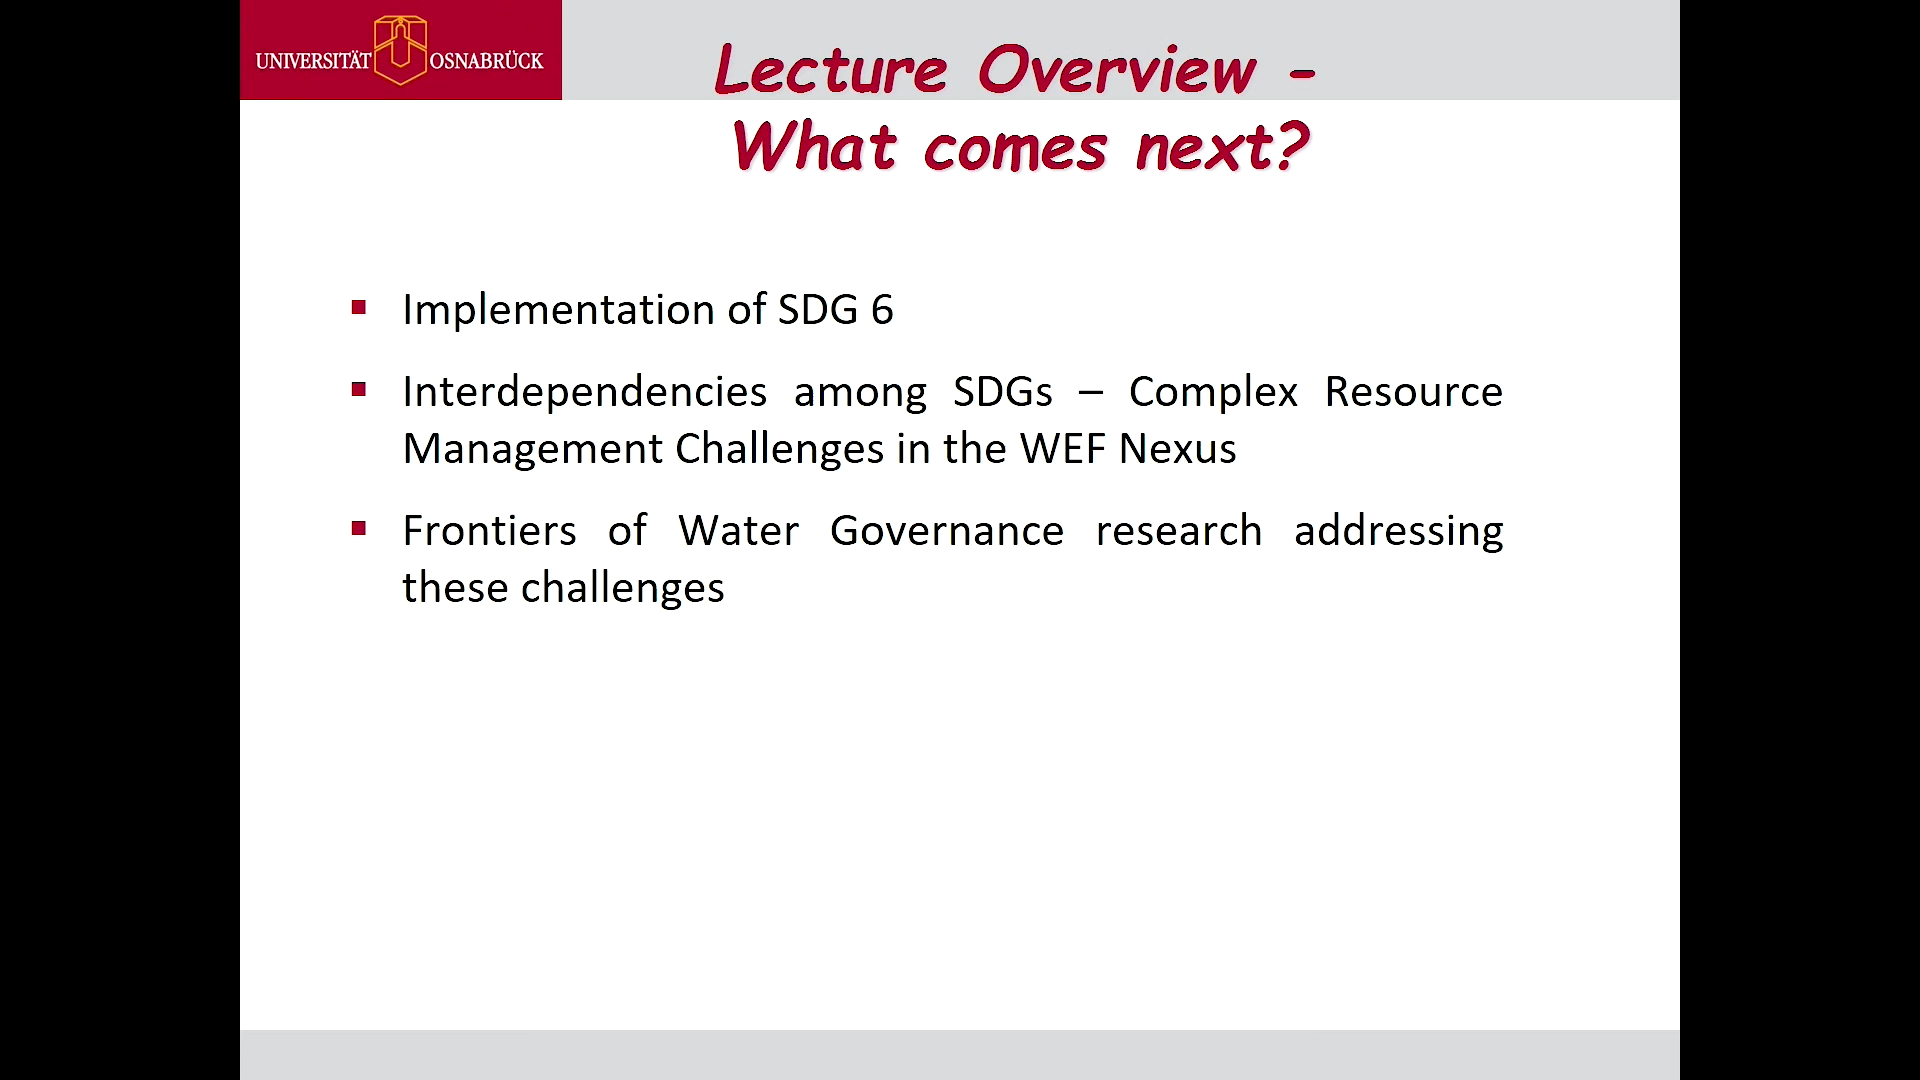 UNIVERSITÄT OSNABRÜCK
Lecture Overview -
What comes next?
▪ Implementation of SDG 6
▪ Interdependencies among SDGs – Complex Resource
Management Challenges in the WEF Nexus
▪ Frontiers of Water Governance research addressing
these challenges